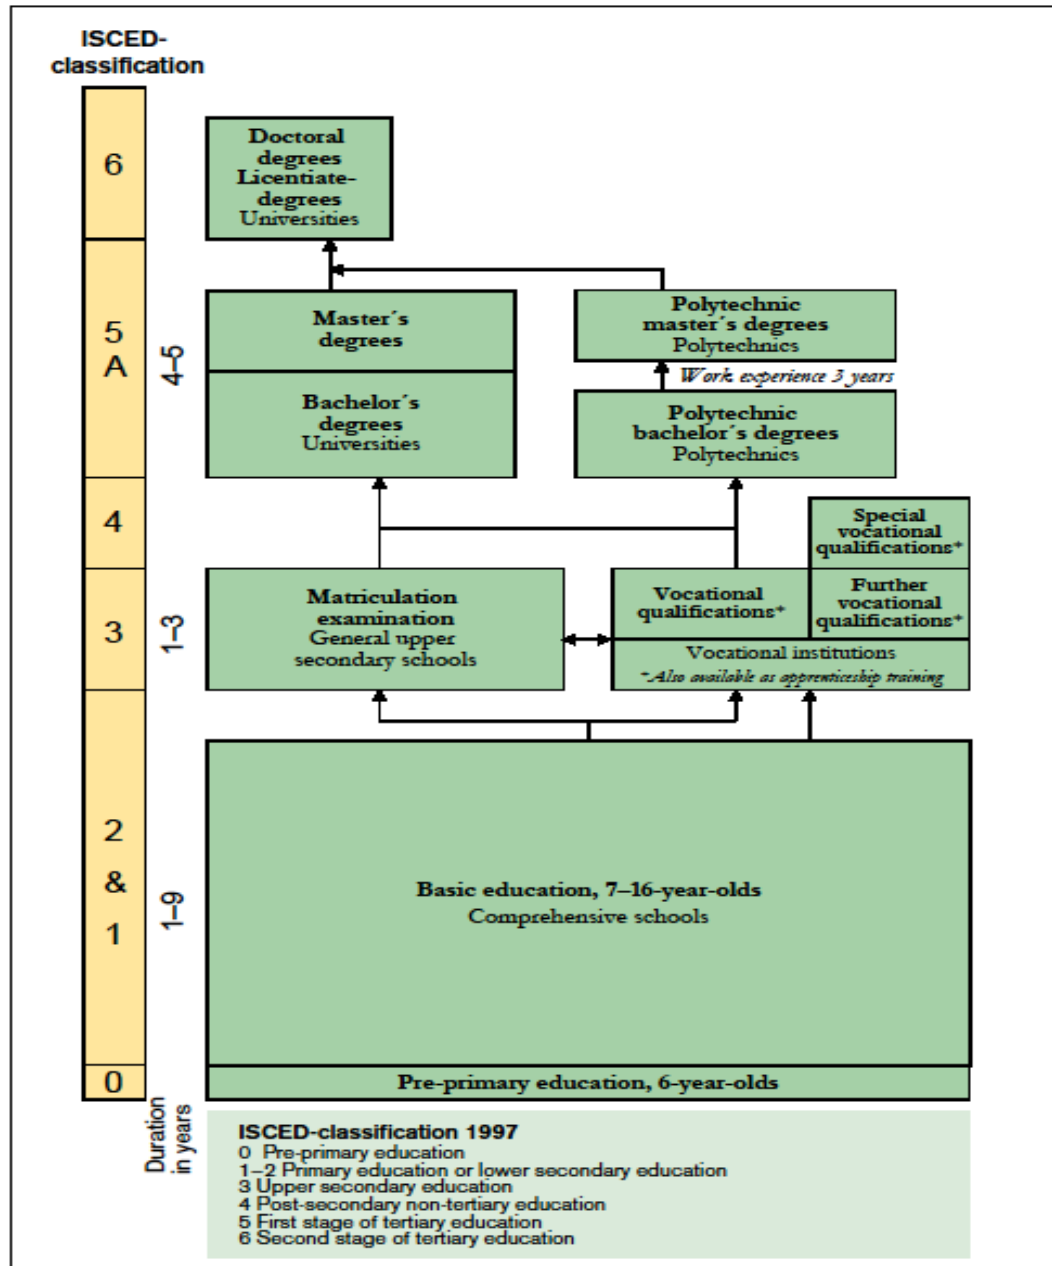 ISCED-
classification
6
Doctoral
degrees
Licentiate-
degrees
Universities
5
A
4–5
Master´s
degrees
Bachelor´s
degrees
Universities
Polytechnic
master´s degrees
Polytechnics
Work experience 3 years
Polytechnic
bachelor´s degrees
Polytechnics
4
Special
vocational
qualifications*
3
1–3
Matriculation
examination
General upper
secondary schools
Vocational
qualifications*
Further
vocational
qualifications*
Vocational institutions
*Also available as apprenticeship training
2
&
1
1–9
Basic education, 7–16-year-olds
Comprehensive schools
0
Pre-primary education, 6-year-olds
Duration
in years
ISCED-classification 1997
0 Pre-primary education
1–2 Primary education or lower secondary education
3 Upper secondary education
4 Post-secondary non-tertiary education
5 First stage of tertiary education
6 Second stage of tertiary education